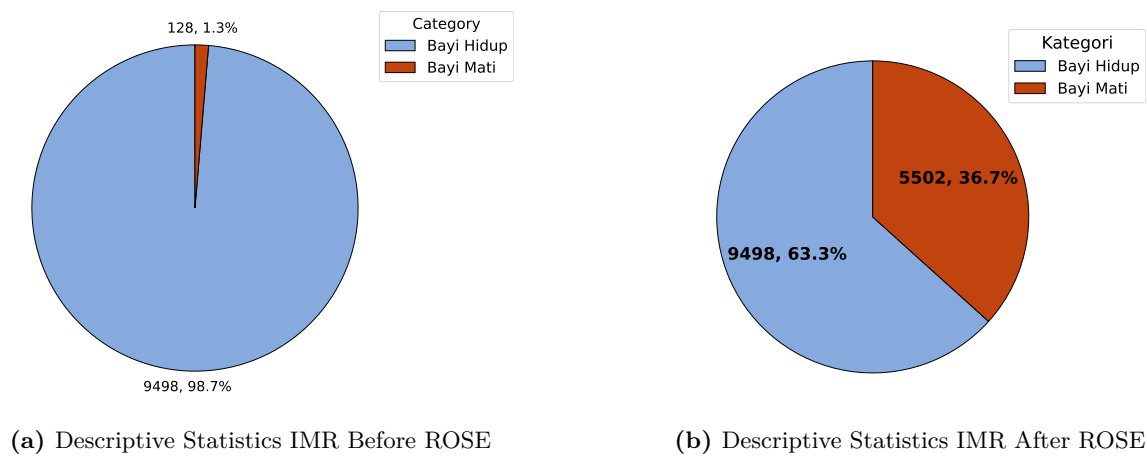 128, 1.3%
Category
Bayi Hidup
Bayi Mati
9498, 98.7%
(a) Descriptive Statistics IMR Before ROSE
Kategori
Bayi Hidup
Bayi Mati
5502, 36.7%
9498, 63.3%
(b) Descriptive Statistics IMR After ROSE